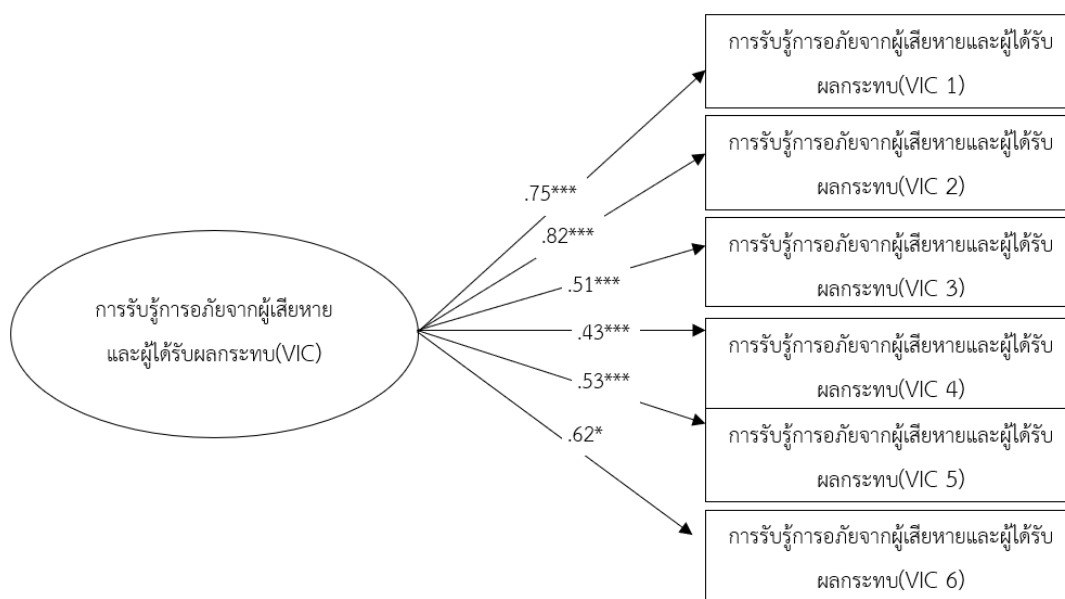 การรับรู้การอภัยจากผู้เสียหาย
และผู้ได้รับผลกระทบ(VIC)
.75***
.82***
.51***
.43***
.53***
.62*
การรับรู้การอภัยจากผู้เสียหายและผู้ได้รับ
ผลกระทบ(VIC 1)
การรับรู้การอภัยจากผู้เสียหายและผู้ได้รับ
ผลกระทบ(VIC 2)
การรับรู้การอภัยจากผู้เสียหายและผู้ได้รับ
ผลกระทบ(VIC 3)
การรับรู้การอภัยจากผู้เสียหายและผู้ได้รับ
ผลกระทบ(VIC 4)
การรับรู้การอภัยจากผู้เสียหายและผู้ได้รับ
ผลกระทบ(VIC 5)
การรับรู้การอภัยจากผู้เสียหายและผู้ได้รับ
ผลกระทบ(VIC 6)